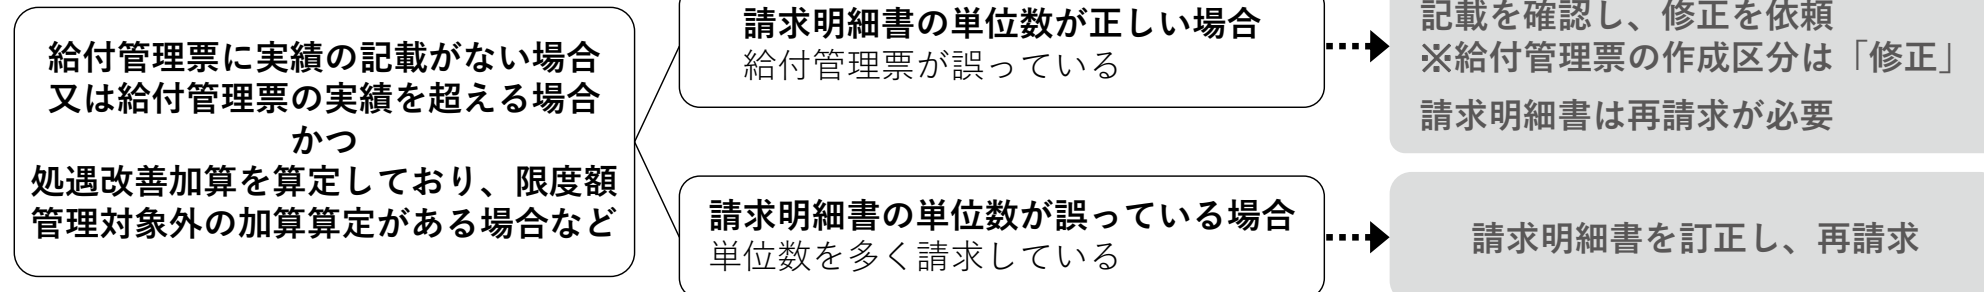 給付管理票に実績の記載がない場合
又は給付管理票の実績を超える場合
かつ
処遇改善加算を算定しており、限度額
管理対象外の加算算定がある場合など
請求明細書の単位数が正しい場合
給付管理票が誤っている
記載を確認し、修正を依頼
※給付管理票の作成区分は「修正」
請求明細書は再請求が必要
請求明細書の単位数が誤っている場合
単位数を多く請求している
請求明細書を訂正し、再請求